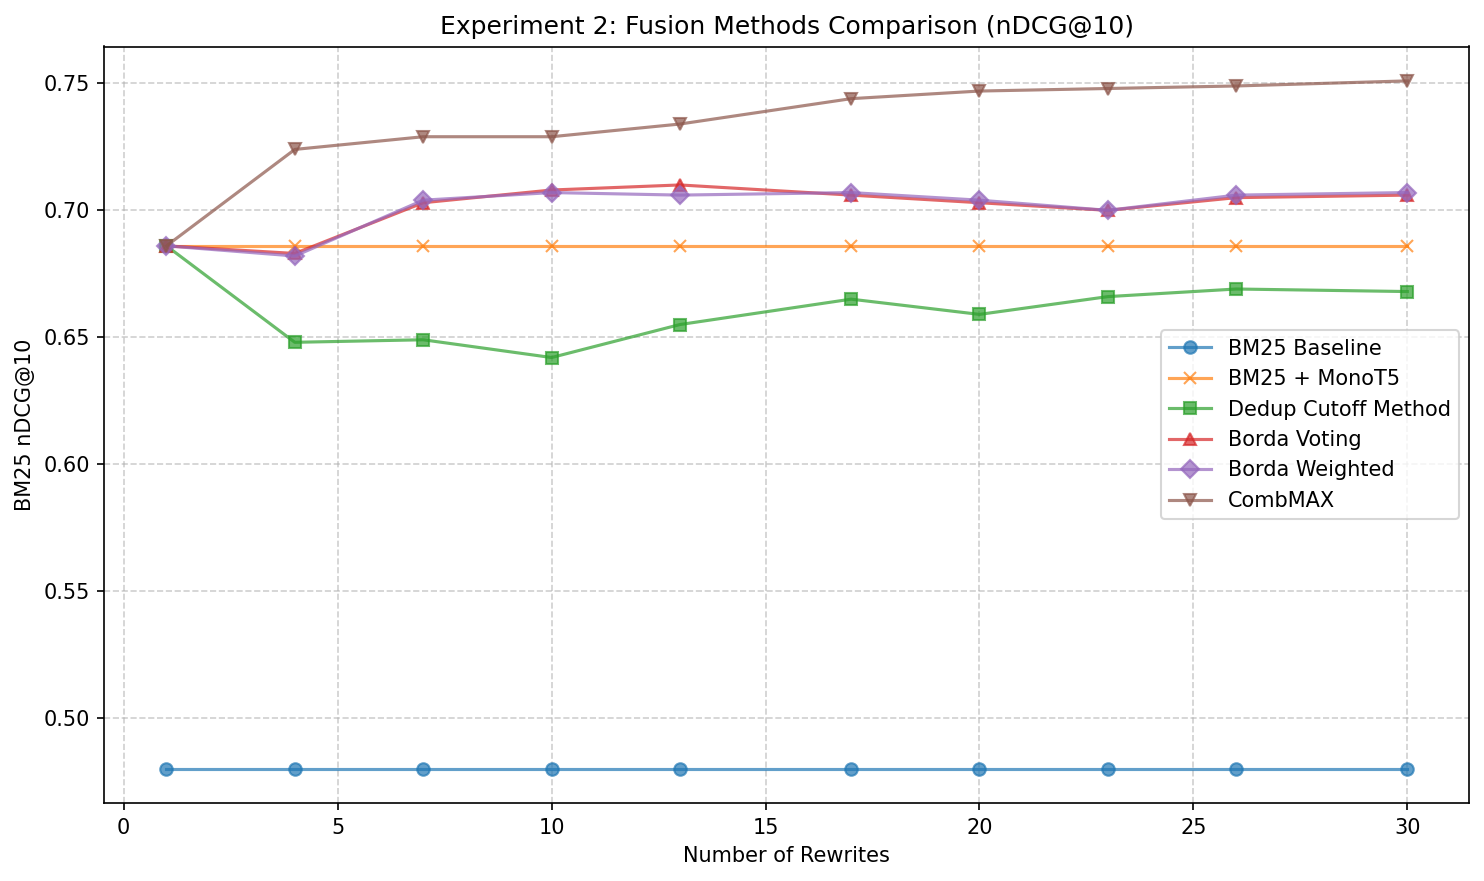 Experiment 2: Fusion Methods Comparison (nDCG@10)
BM25 nDCG@10
0.75
0.70
0.65
0.60
0.55
0.50
BM25 Baseline
BM25 + MonoT5
Dedup Cutoff Method
Borda Voting
Borda Weighted
CombMAX
0 5 10 15 20 25 30
Number of Rewrites